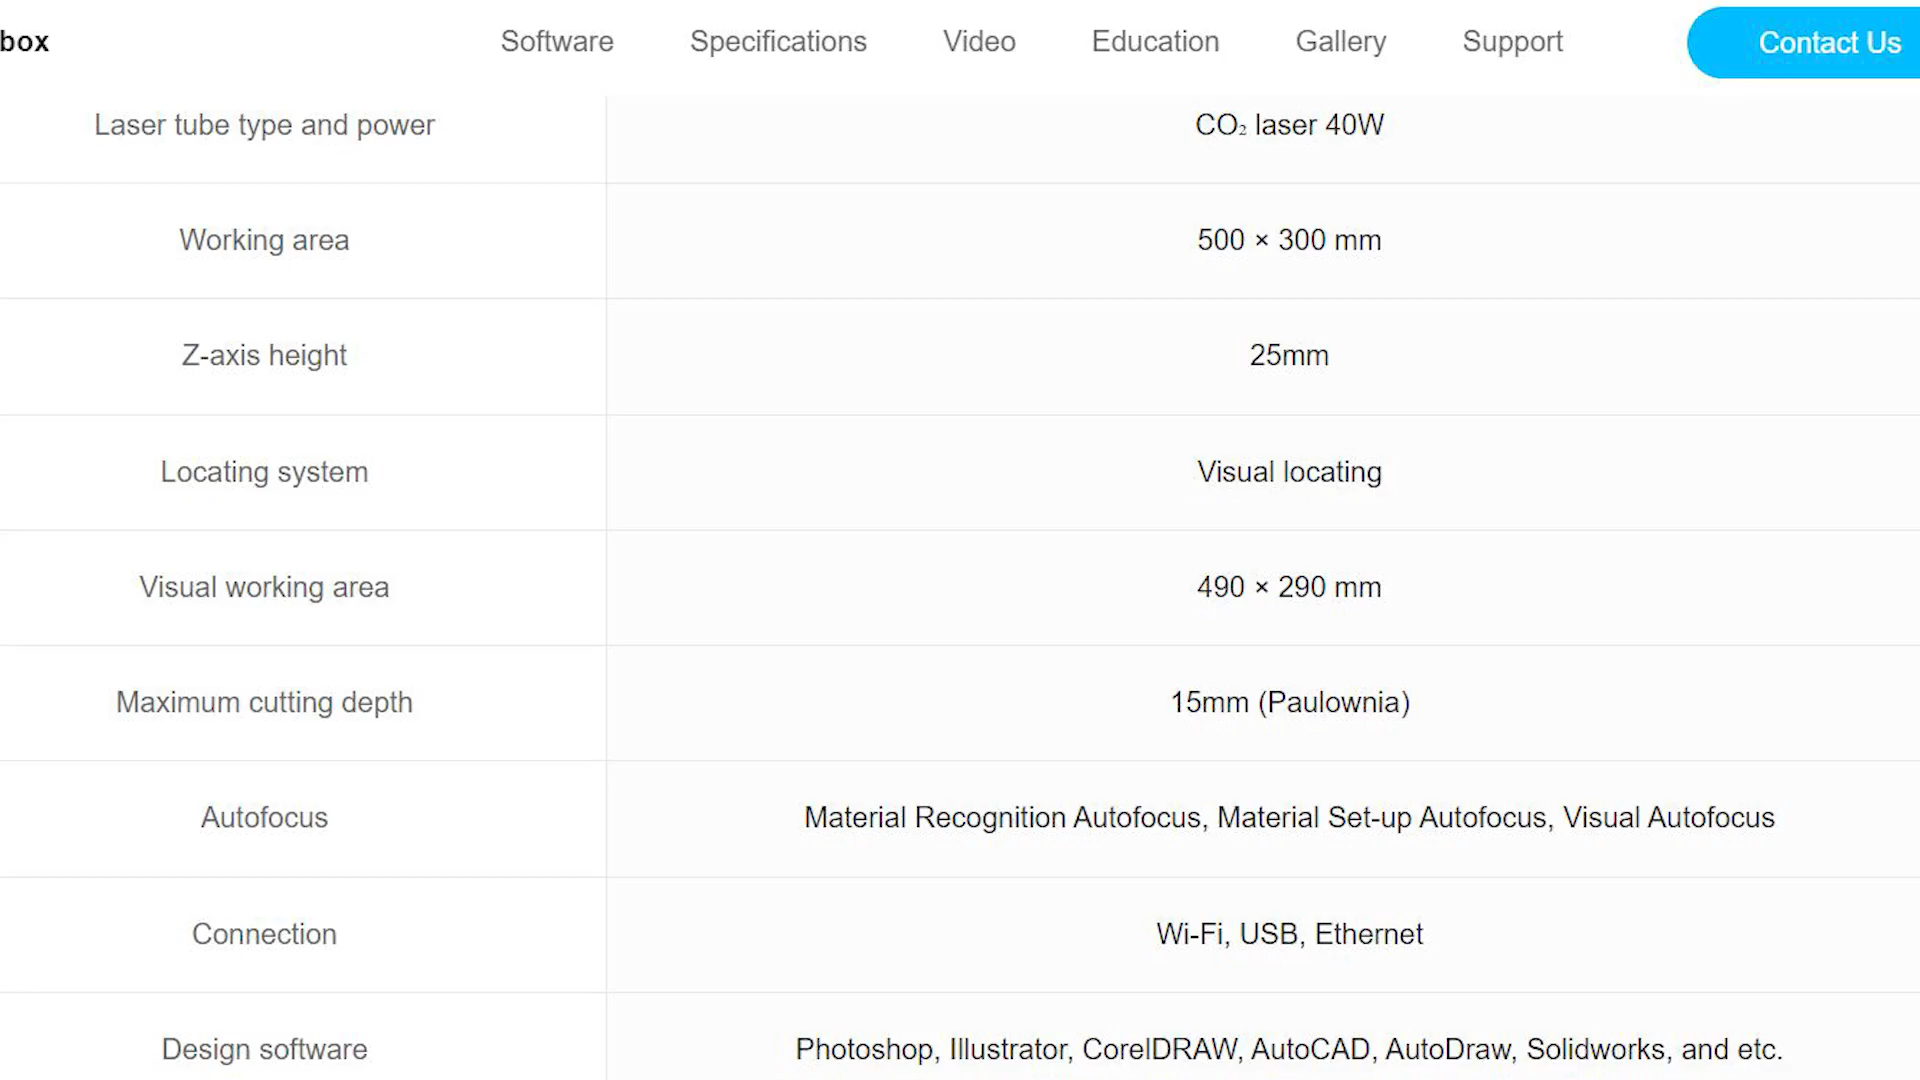 box Software Specifications Video Education Gallery Support Contact Us
Laser tube type and power CO₂ laser 40W
Working area 500 × 300 mm
Z-axis height 25mm
Locating system Visual locating
Visual working area 490 × 290 mm
Maximum cutting depth 15mm (Paulownia)
Autofocus Material Recognition Autofocus, Material Set-up Autofocus, Visual Autofocus
Connection Wi-Fi, USB, Ethernet
Design software Photoshop, Illustrator, CorelDRAW, AutoCAD, AutoDraw, Solidworks, and etc.